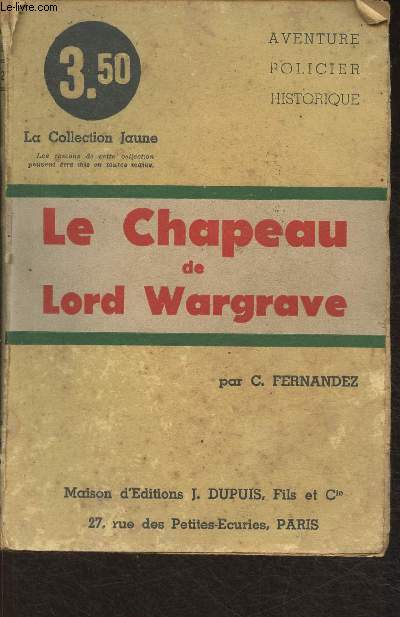 Le-livre.com
3.50
AVENTURE
POLICIER
HISTORIQUE
La Collection Jaune
Les romans de cette collection
peuvent être mis en toutes mains.
Le Chapeau
de
Lord Wargrave
par C. FERNANDEZ
Maison d'Editions J. DUPUIS, Fils et Cie
27, rue des Petites-Ecuries, PARIS